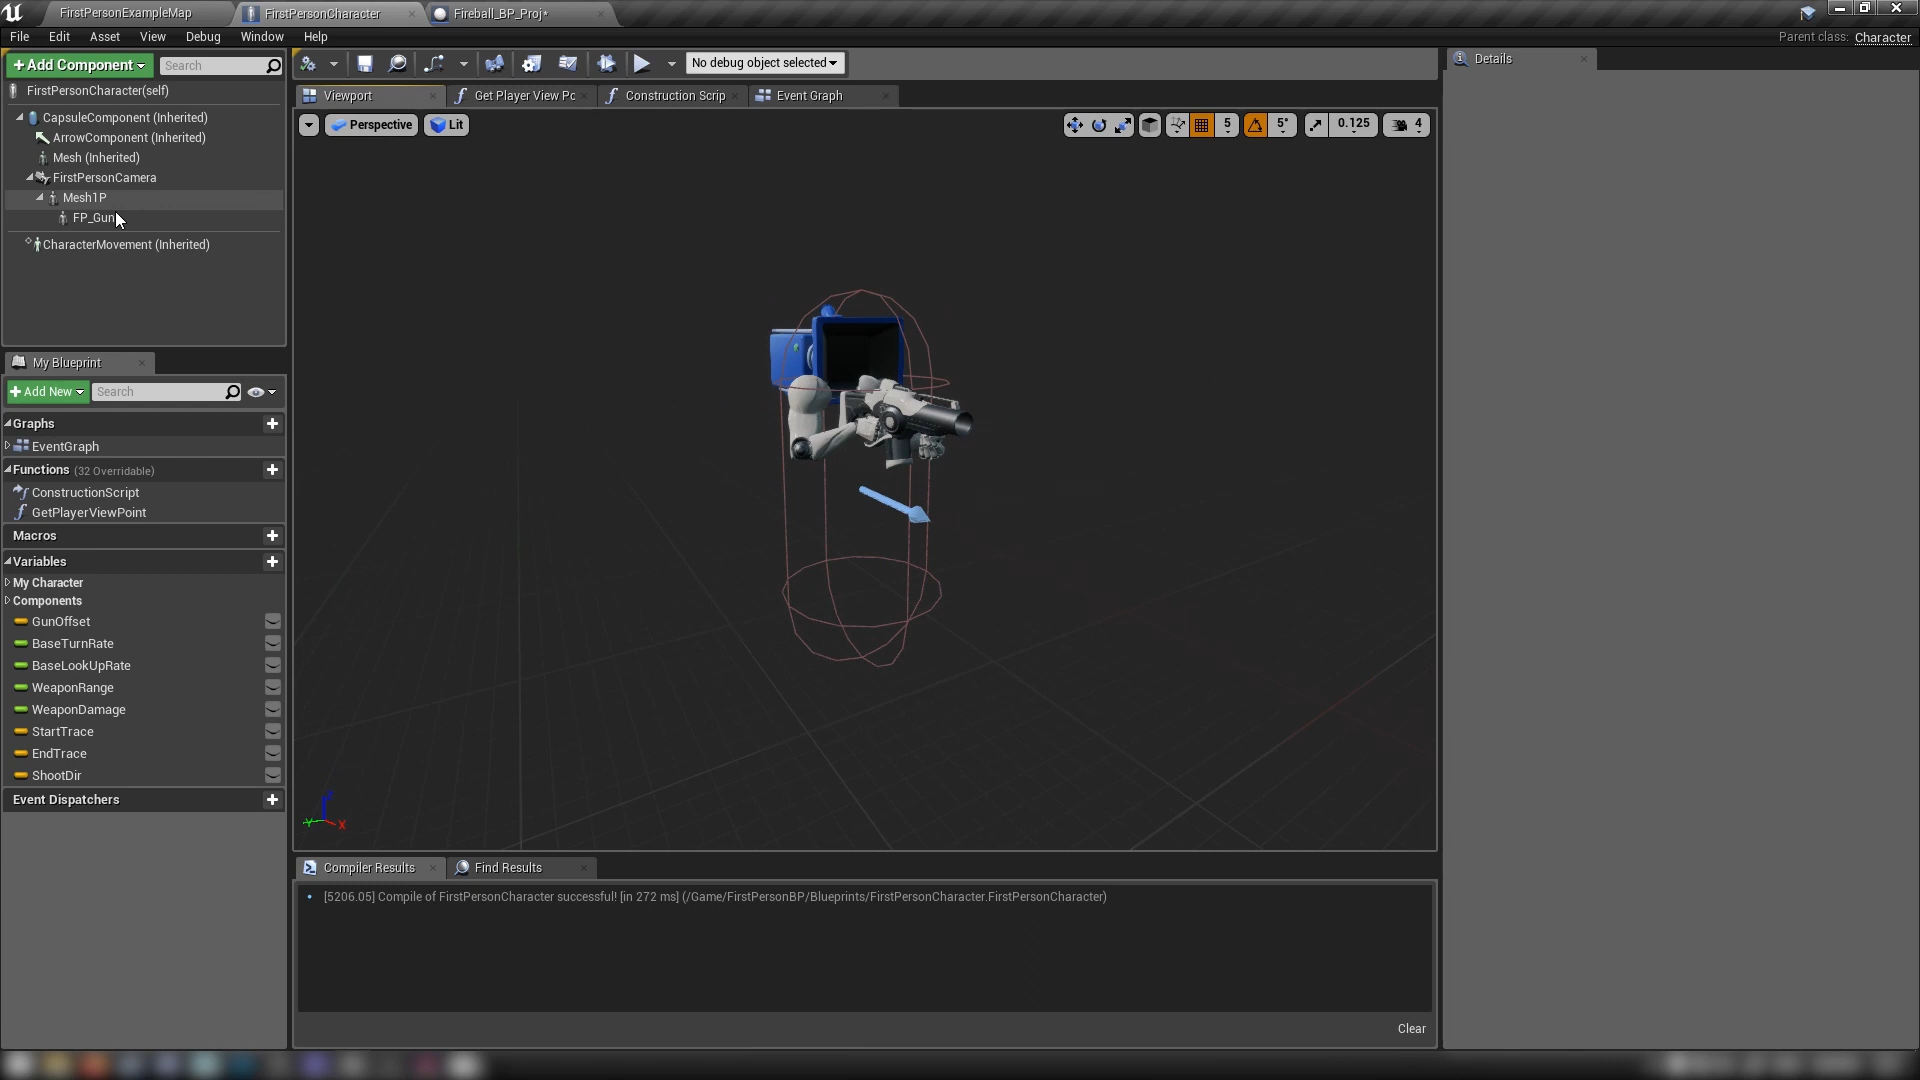 FirstPersonExampleMap
FirstPersonCharacter
Fireball_BP_Proj*
File Edit Asset View Debug Window Help
Parent class: Character
Add Component
Search
FirstPersonCharacter(self)
CapsuleComponent (Inherited)
ArrowComponent (Inherited)
Mesh (Inherited)
FirstPersonCamera
Mesh1P
FP_Gun
CharacterMovement (Inherited)
My Blueprint
Add New
Search
Graphs
EventGraph
Functions (32 Overridable)
ConstructionScript
GetPlayerViewPoint
Macros
Variables
My Character
Components
GunOffset
BaseTurnRate
BaseLookUpRate
WeaponRange
WeaponDamage
StartTrace
EndTrace
ShootDir
Event Dispatchers
No debug object selected
Viewport
Get Player View Pc
Construction Scrip
Event Graph
Perspective
Lit
5
5°
0.125
4
Y
X
Compiler Results
Find Results
[5206.05] Compile of FirstPersonCharacter successful! [in 272 ms] (/Game/FirstPersonBP/Blueprints/FirstPersonCharacter.FirstPersonCharacter)
Clear
Details